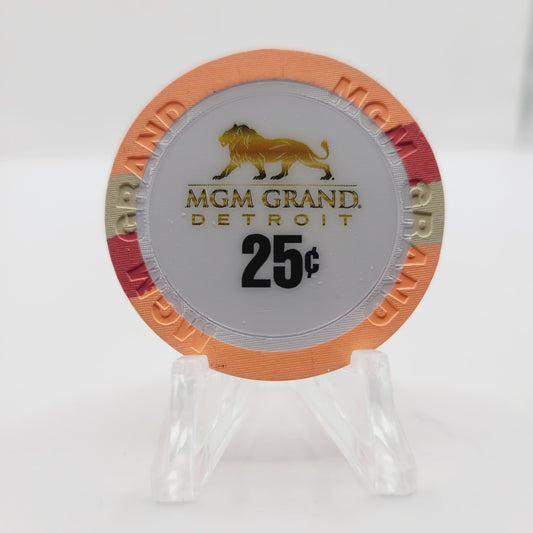 MGM GRAND
MGM GRAND.
DETROIT
25¢
MGM GRAND